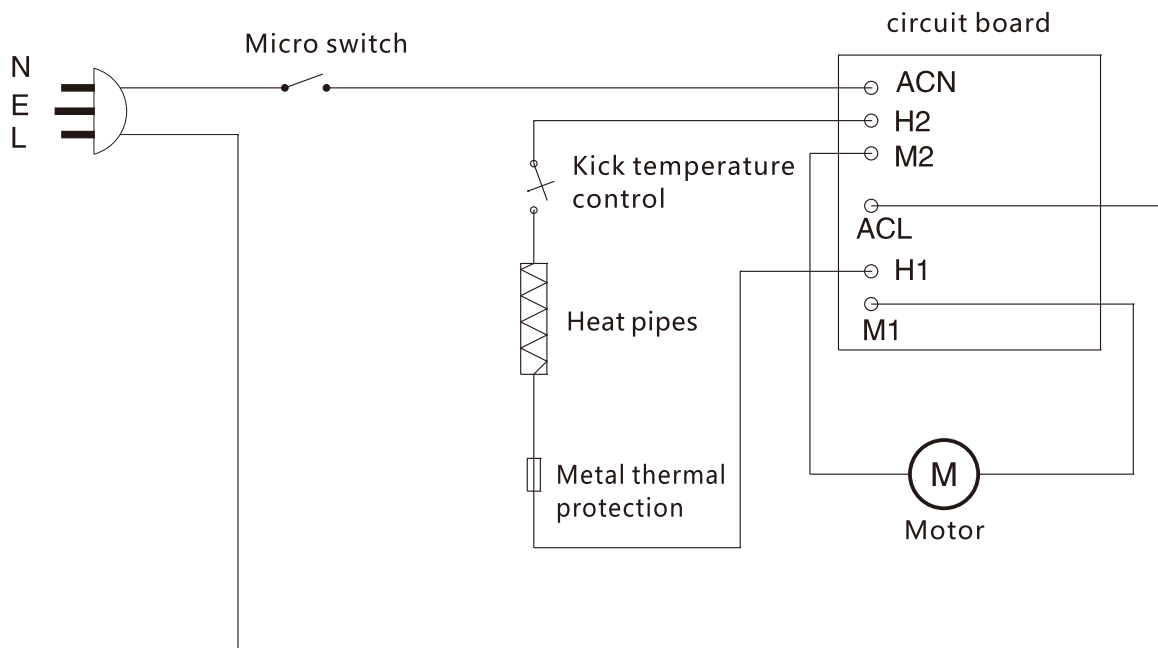 circuit board
Micro switch
N
E
L
ACN
H2
M2
Kick temperature
control
ACL
H1
Heat pipes
M1
Metal thermal
protection
M
Motor